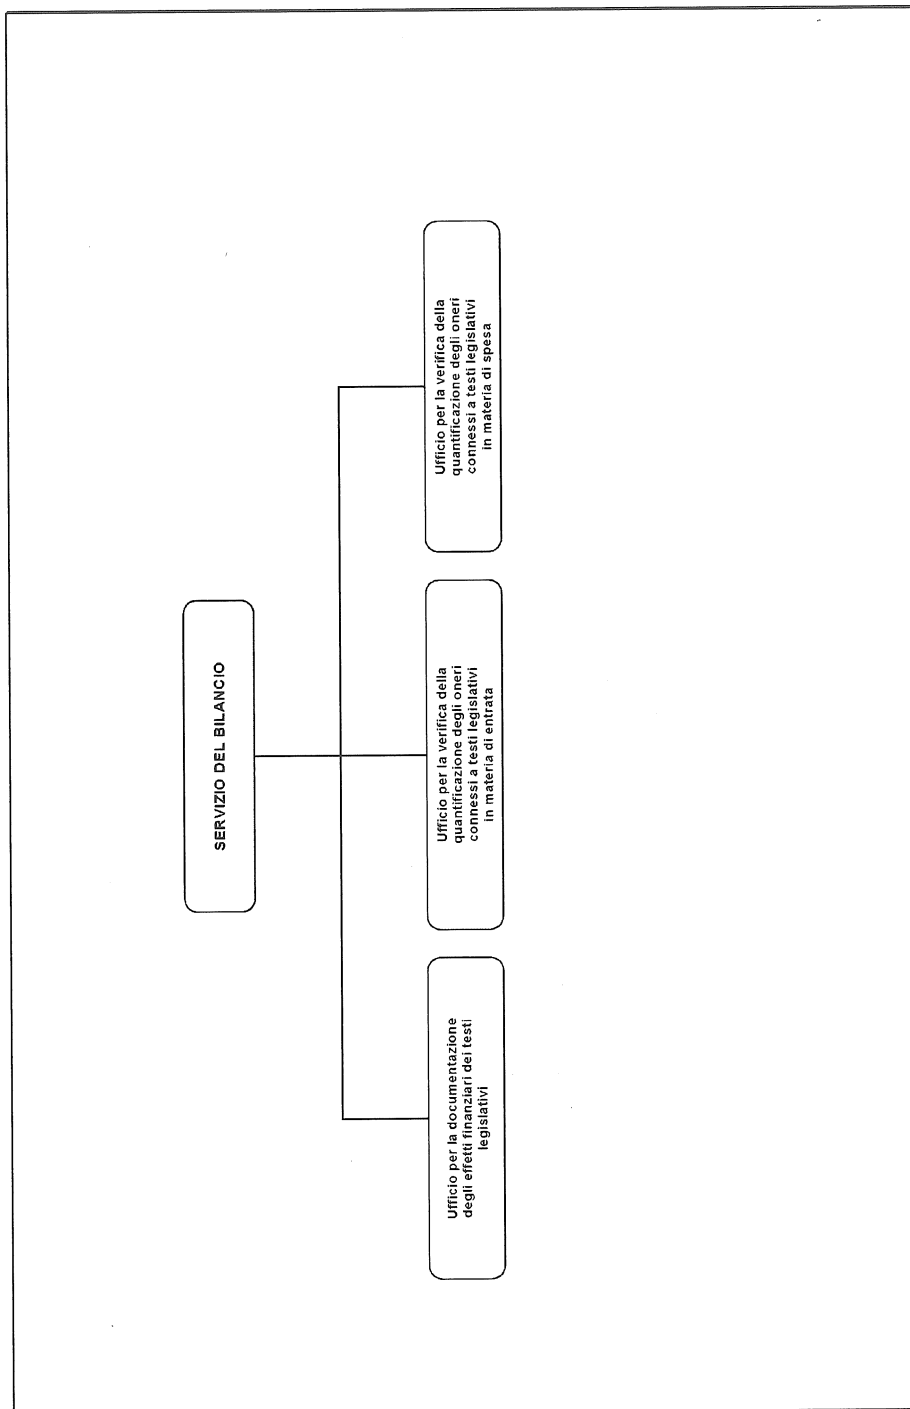 SERVIZIO DEL BILANCIO
Ufficio per la documentazione
degli effetti finanziari dei testi
legislativi
Ufficio per la verifica della
quantificazione degli oneri
connessi a testi legislativi
in materia di entrata
Ufficio per la verifica della
quantificazione degli oneri
connessi a testi legislativi
in materia di spesa